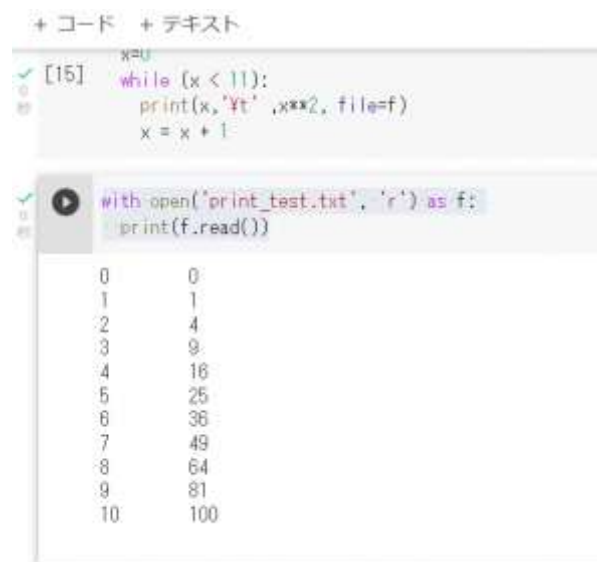 + コード + テキスト
x=0
[15] while (x < 11):
print(x,'¥t' ,x**2, file=f)
x = x + 1
with open('print_test.txt', 'r') as f:
print(f.read())
0 0
1 1
2 4
3 9
4 16
5 25
6 36
7 49
8 64
9 81
10 100